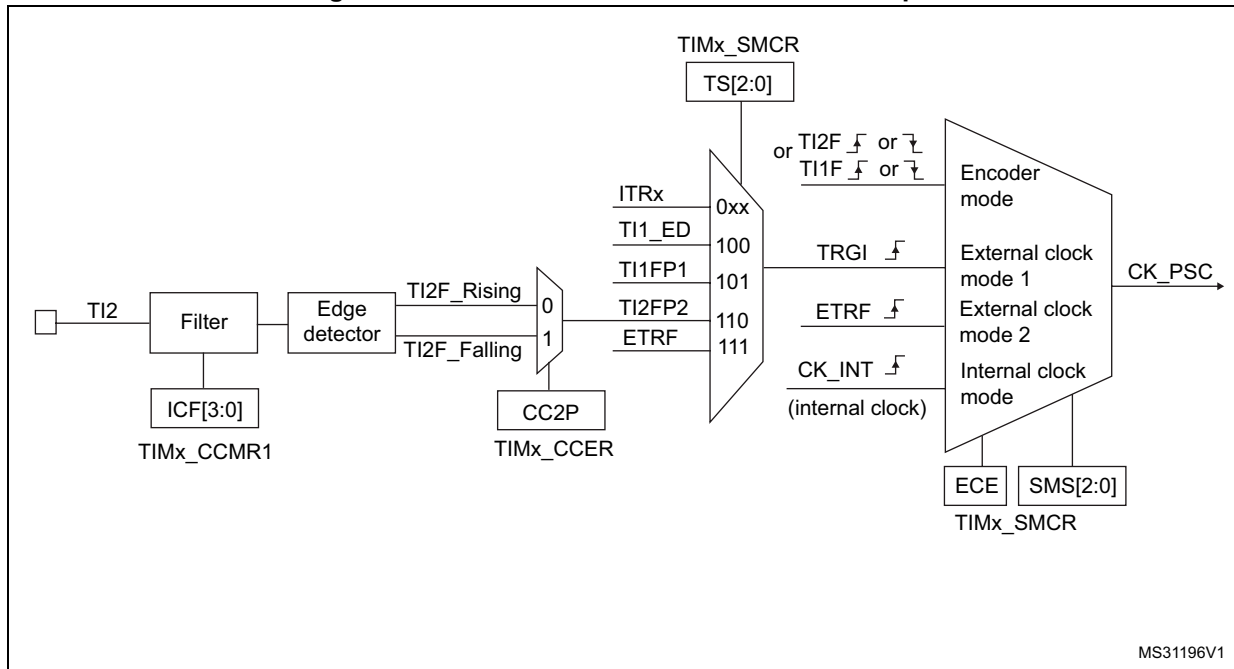 TIMx_SMCR
TS[2:0]
or TI2F or
TI1F or
Encoder
mode
ITRx
0xx
TI1_ED
100
TI1FP1
101
TI2FP2
110
ETRF
111
TRGI
External clock
mode 1
CK_PSC
ETRF
External clock
mode 2
CK_INT
(internal clock)
Internal clock
mode
TI2
Filter
Edge
detector
TI2F_Rising
0
TI2F_Falling
1
ICF[3:0]
TIMx_CCMR1
CC2P
TIMx_CCER
ECE
SMS[2:0]
TIMx_SMCR
MS31196V1